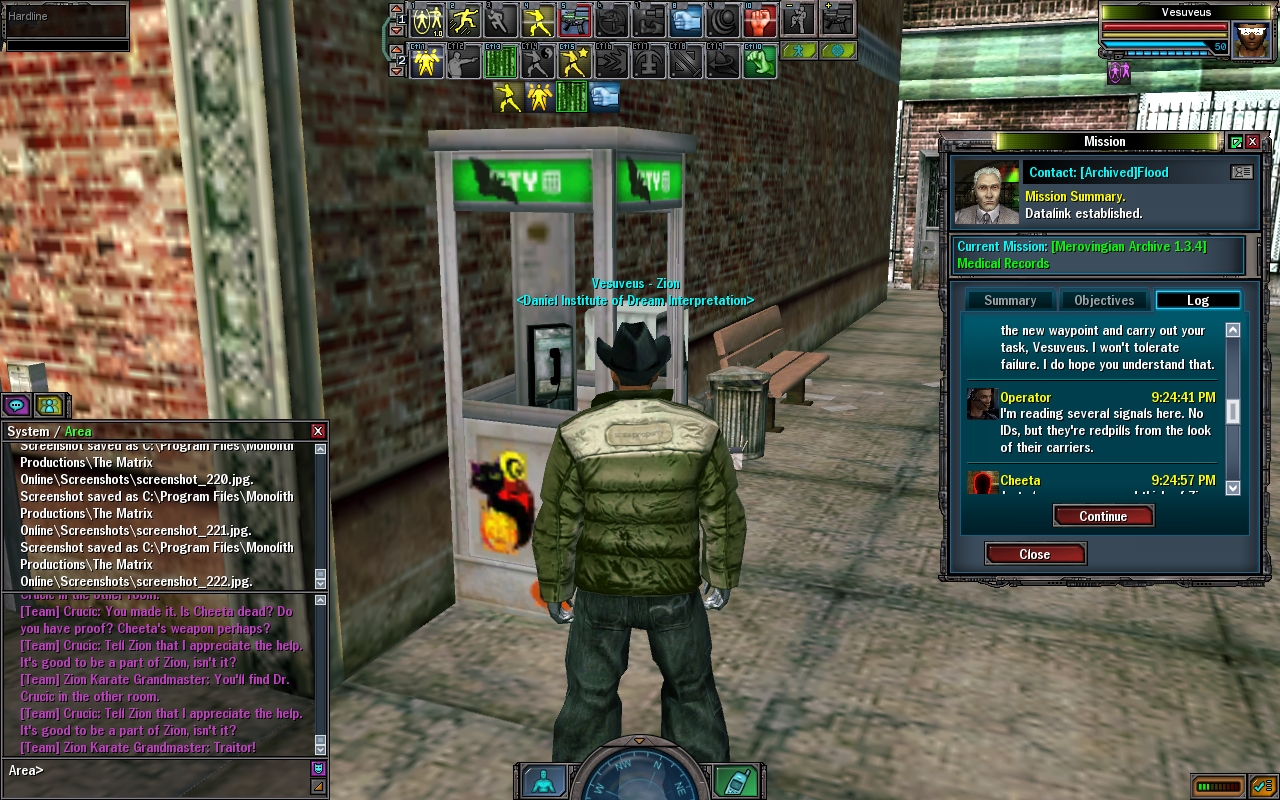 Hardline
1
1.0
2
Vesuveus
50
Mission
Contact: [Archived]Flood
Mission Summary.
Datalink established.
Current Mission: [Merovingian Archive 1.3.4]
Medical Records
Summary
Objectives
Log
the new waypoint and carry out your
task, Vesuveus. I won't tolerate
failure. I do hope you understand that.
Operator 9:24:41 PM
I'm reading several signals here. No
IDs, but they're redpills from the look
of their carriers.
Cheeta 9:24:57 PM
Continue
Close
Vesuveus - Zion
<Daniel Institute of Dream Interpretation>
System / Area
Screenshot saved as C:\Program Files\Monolith
Productions\The Matrix
Online\Screenshots\screenshot_220.jpg.
Screenshot saved as C:\Program Files\Monolith
Productions\The Matrix
Online\Screenshots\screenshot_221.jpg.
Screenshot saved as C:\Program Files\Monolith
Productions\The Matrix
Online\Screenshots\screenshot_222.jpg.
Crucic in the other room.
[Team] Crucic: You made it. Is Cheeta dead? Do
you have proof? Cheeta's weapon perhaps?
[Team] Crucic: Tell Zion that I appreciate the help.
It's good to be a part of Zion, isn't it?
[Team] Zion Karate Grandmaster: You'll find Dr.
Crucic in the other room.
[Team] Crucic: Tell Zion that I appreciate the help.
It's good to be a part of Zion, isn't it?
[Team] Zion Karate Grandmaster: Traitor!
Area>
W NW N NE